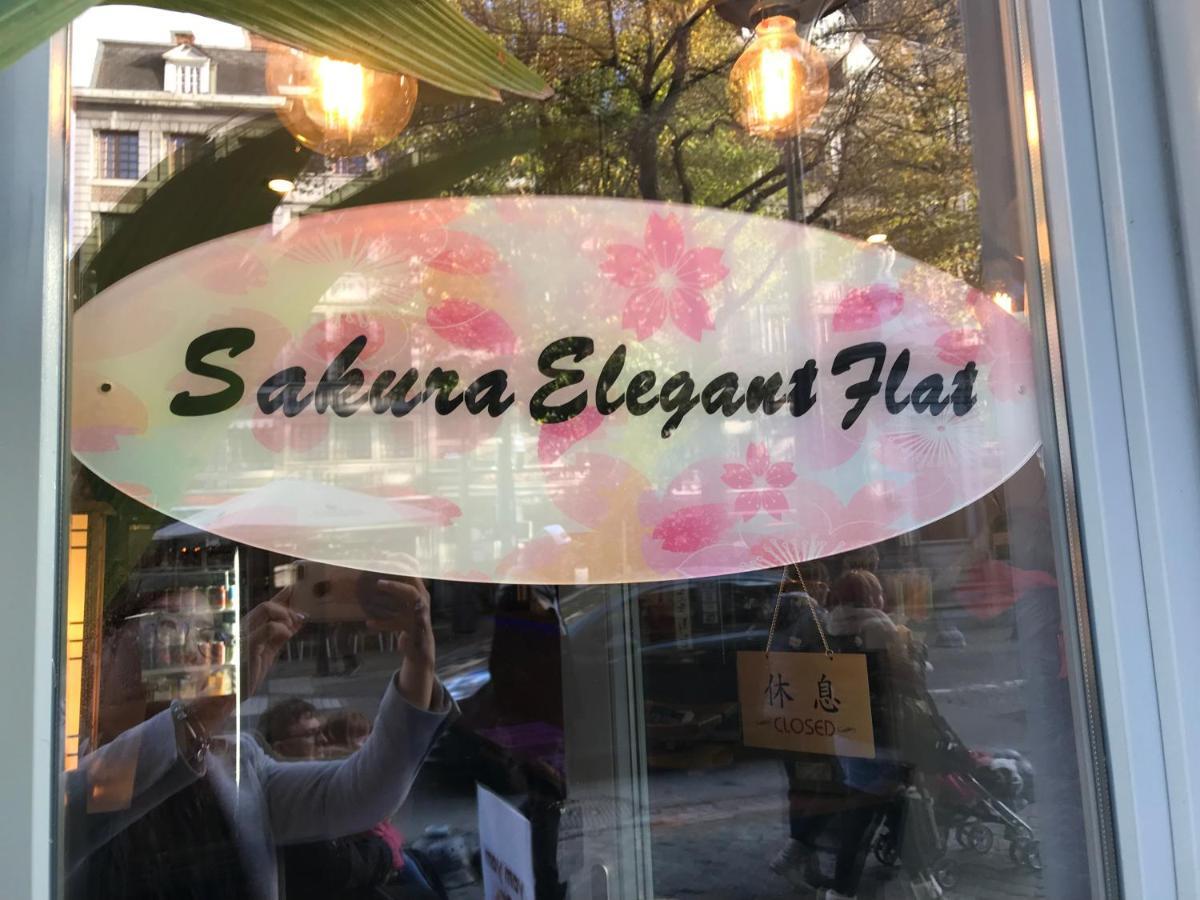 Sakura Elegant Flat
休息
CLOSED